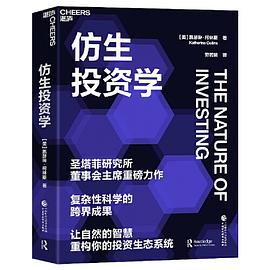 湛庐 CHEERS
仿生
投资学
[美] 凯瑟琳·柯林斯 著
Katherine Collins
THE NATURE OF
INVESTING
圣塔菲研究所
董事会主席重磅力作
复杂性科学的
跨界成果
让自然的智慧
重构你的投资生态系统
Routledge
湛庐 CHEERS
仿生投资学